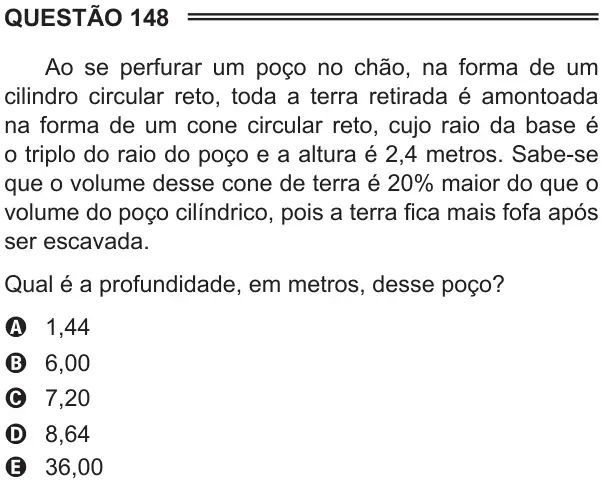 QUESTÃO 148
Ao se perfurar um poço no chão, na forma de um
cilindro circular reto, toda a terra retirada é amontoada
na forma de um cone circular reto, cujo raio da base é
o triplo do raio do poço e a altura é 2,4 metros. Sabe-se
que o volume desse cone de terra é 20% maior do que o
volume do poço cilíndrico, pois a terra fica mais fofa após
ser escavada.
Qual é a profundidade, em metros, desse poço?
A 1,44
B 6,00
C 7,20
D 8,64
E 36,00